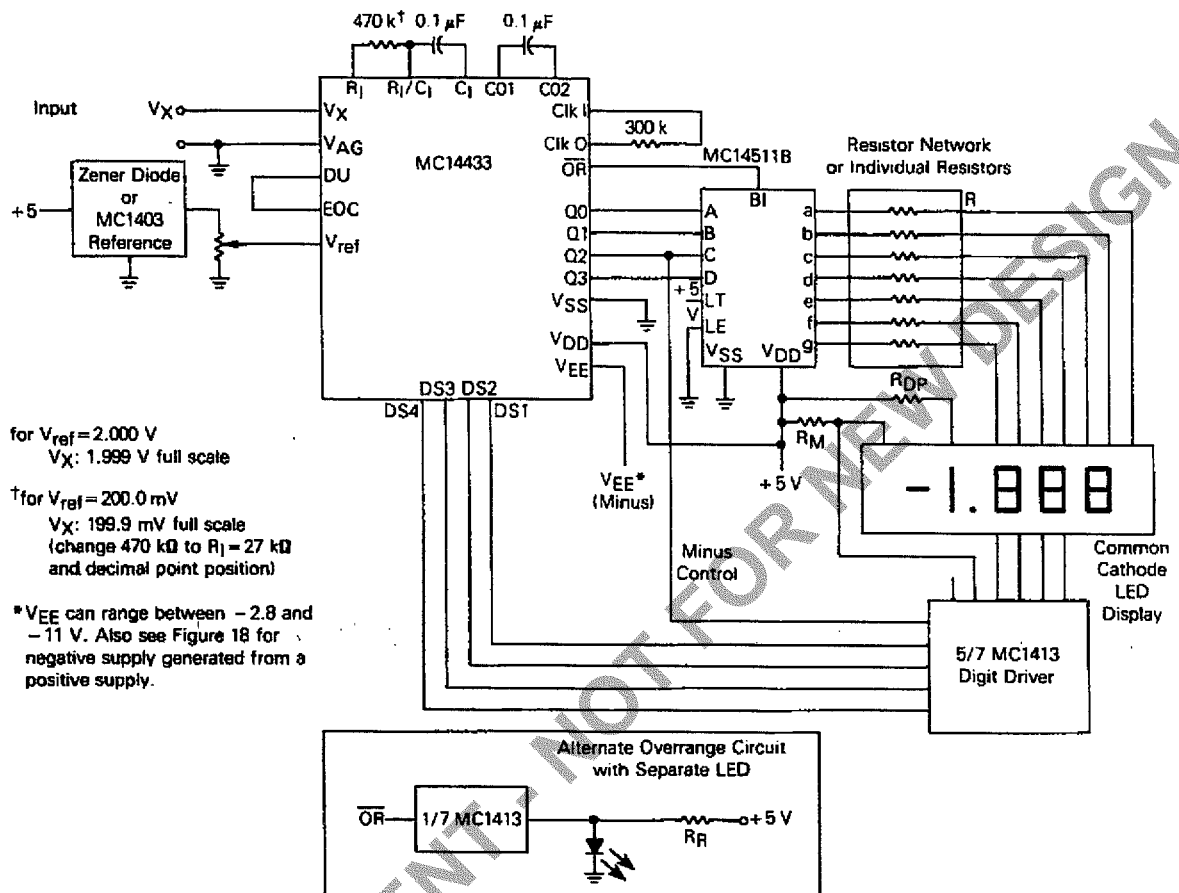 470 k† 0.1 μF 0.1 μF
RI RI/CI CI CO1 CO2
Input VX VX Clk I
VAG Clk O 300 k
MC14433
OR
MC14511B
Resistor Network
or Individual Resistors
R
Zener Diode
or
MC1403
Reference
+5
DU
EOC
Vref
BI
Q0 A a
Q1 B b
Q2 C c
Q3 D d
+5
V
LT e
LE f
g
VSS
VDD
VEE
VSS VDD
RDP
RM
DS4 DS3 DS2 DS1
+5 V
VEE*
(Minus)
-1.888
Minus
Control
Common
Cathode
LED
Display
5/7 MC1413
Digit Driver
for Vref=2.000 V
VX: 1.999 V full scale
†for Vref=200.0 mV
VX: 199.9 mV full scale
(change 470 kΩ to RI=27 kΩ
and decimal point position)
*VEE can range between −2.8 and
−11 V. Also see Figure 18 for
negative supply generated from a
positive supply.
Alternate Overrange Circuit
with Separate LED
OR 1/7 MC1413 RR +5 V
NOT FOR NEW DESIGN